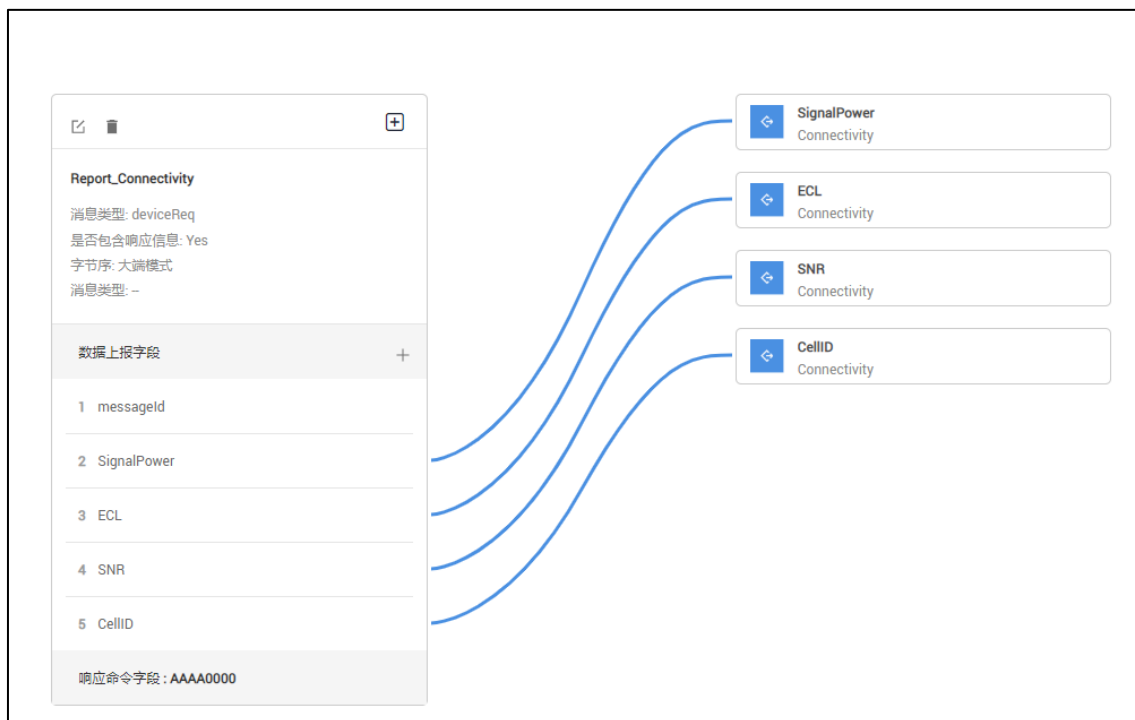 Report_Connectivity
消息类型: deviceReq
是否包含响应信息: Yes
字节序: 大端模式
消息类型: --
数据上报字段
1 messageId
2 SignalPower
3 ECL
4 SNR
5 CellID
响应命令字段 : AAAA0000
SignalPower
Connectivity
ECL
Connectivity
SNR
Connectivity
CellID
Connectivity